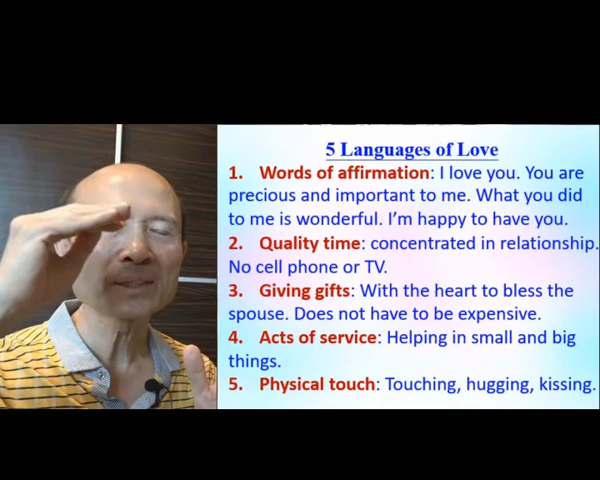 5 Languages of Love
1. Words of affirmation: I love you. You are
precious and important to me. What you did
to me is wonderful. I'm happy to have you.
2. Quality time: concentrated in relationship.
No cell phone or TV.
3. Giving gifts: With the heart to bless the
spouse. Does not have to be expensive.
4. Acts of service: Helping in small and big
things.
5. Physical touch: Touching, hugging, kissing.